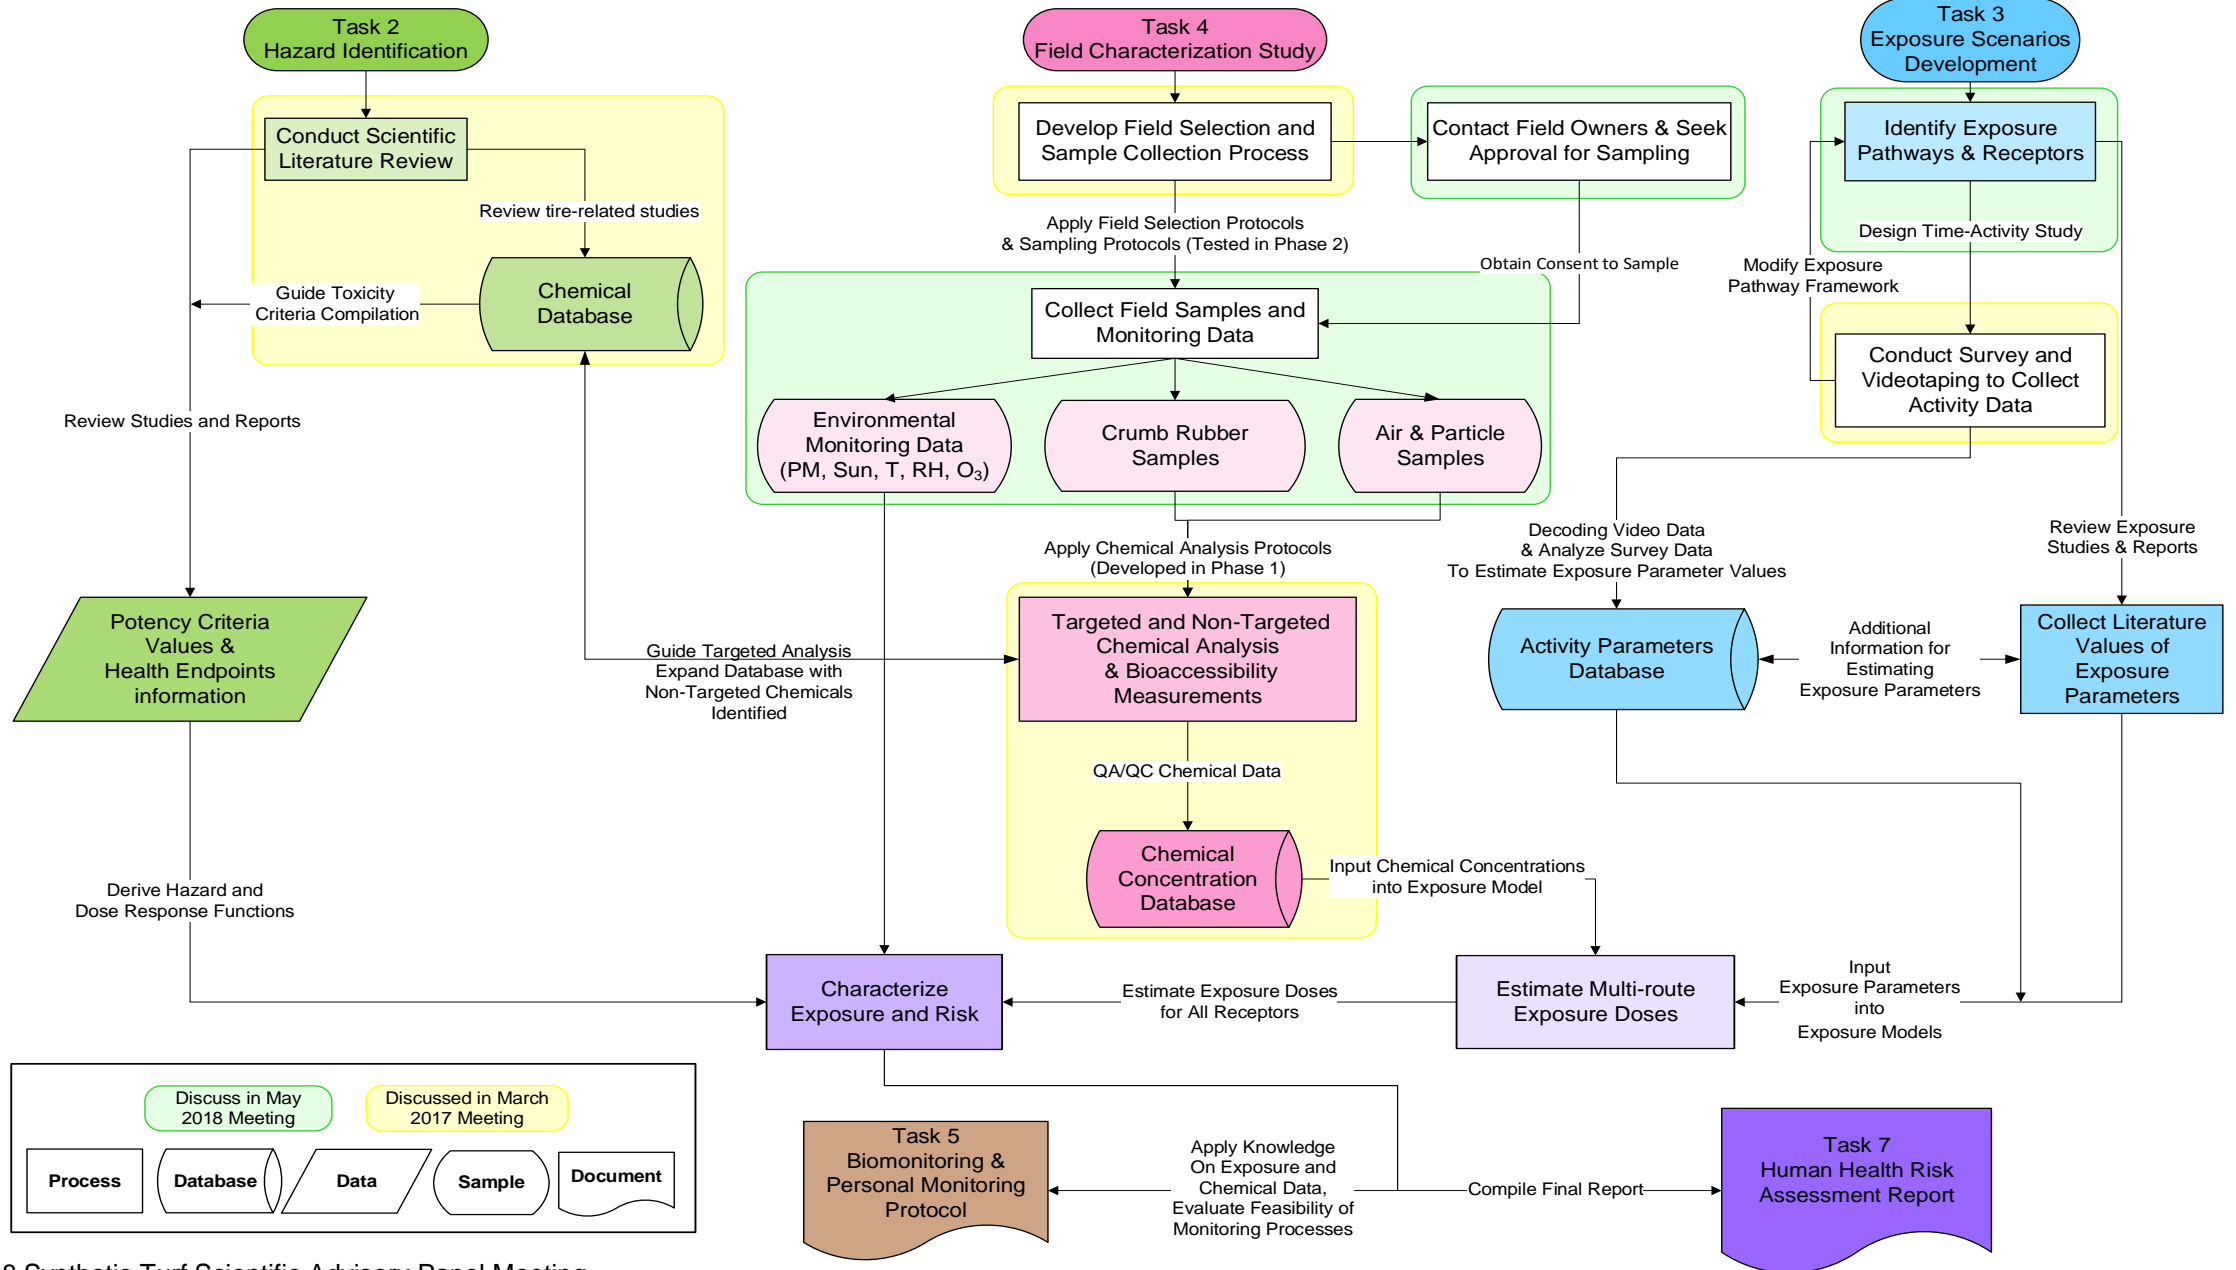 Task 2
Hazard Identification
Task 4
Field Characterization Study
Task 3
Exposure Scenarios
Development
Conduct Scientific
Literature Review
Review tire-related studies
Chemical
Database
Guide Toxicity
Criteria Compilation
Review Studies and Reports
Potency Criteria
Values &
Health Endpoints
information
Derive Hazard and
Dose Response Functions
Develop Field Selection and
Sample Collection Process
Contact Field Owners & Seek
Approval for Sampling
Apply Field Selection Protocols
& Sampling Protocols (Tested in Phase 2)
Obtain Consent to Sample
Collect Field Samples and
Monitoring Data
Environmental
Monitoring Data
(PM, Sun, T, RH, O₃)
Crumb Rubber
Samples
Air & Particle
Samples
Apply Chemical Analysis Protocols
(Developed in Phase 1)
Guide Targeted Analysis
Expand Database with
Non-Targeted Chemicals
Identified
Targeted and Non-Targeted
Chemical Analysis
& Bioaccessibility
Measurements
QA/QC Chemical Data
Chemical
Concentration
Database
Input Chemical Concentrations
into Exposure Model
Identify Exposure
Pathways & Receptors
Design Time-Activity Study
Modify Exposure
Pathway Framework
Conduct Survey and
Videotaping to Collect
Activity Data
Decoding Video Data
& Analyze Survey Data
To Estimate Exposure Parameter Values
Review Exposure
Studies & Reports
Activity Parameters
Database
Additional
Information for
Estimating
Exposure Parameters
Collect Literature
Values of
Exposure
Parameters
Input
Exposure Parameters
into
Exposure Models
Estimate Multi-route
Exposure Doses
Estimate Exposure Doses
for All Receptors
Characterize
Exposure and Risk
Task 5
Biomonitoring &
Personal Monitoring
Protocol
Apply Knowledge
On Exposure and
Chemical Data,
Evaluate Feasibility of
Monitoring Processes
Compile Final Report
Task 7
Human Health Risk
Assessment Report
Discuss in May
2018 Meeting
Discussed in March
2017 Meeting
Process
Database
Data
Sample
Document
8 Synthetic Turf Scientific Advisory Panel Meeting